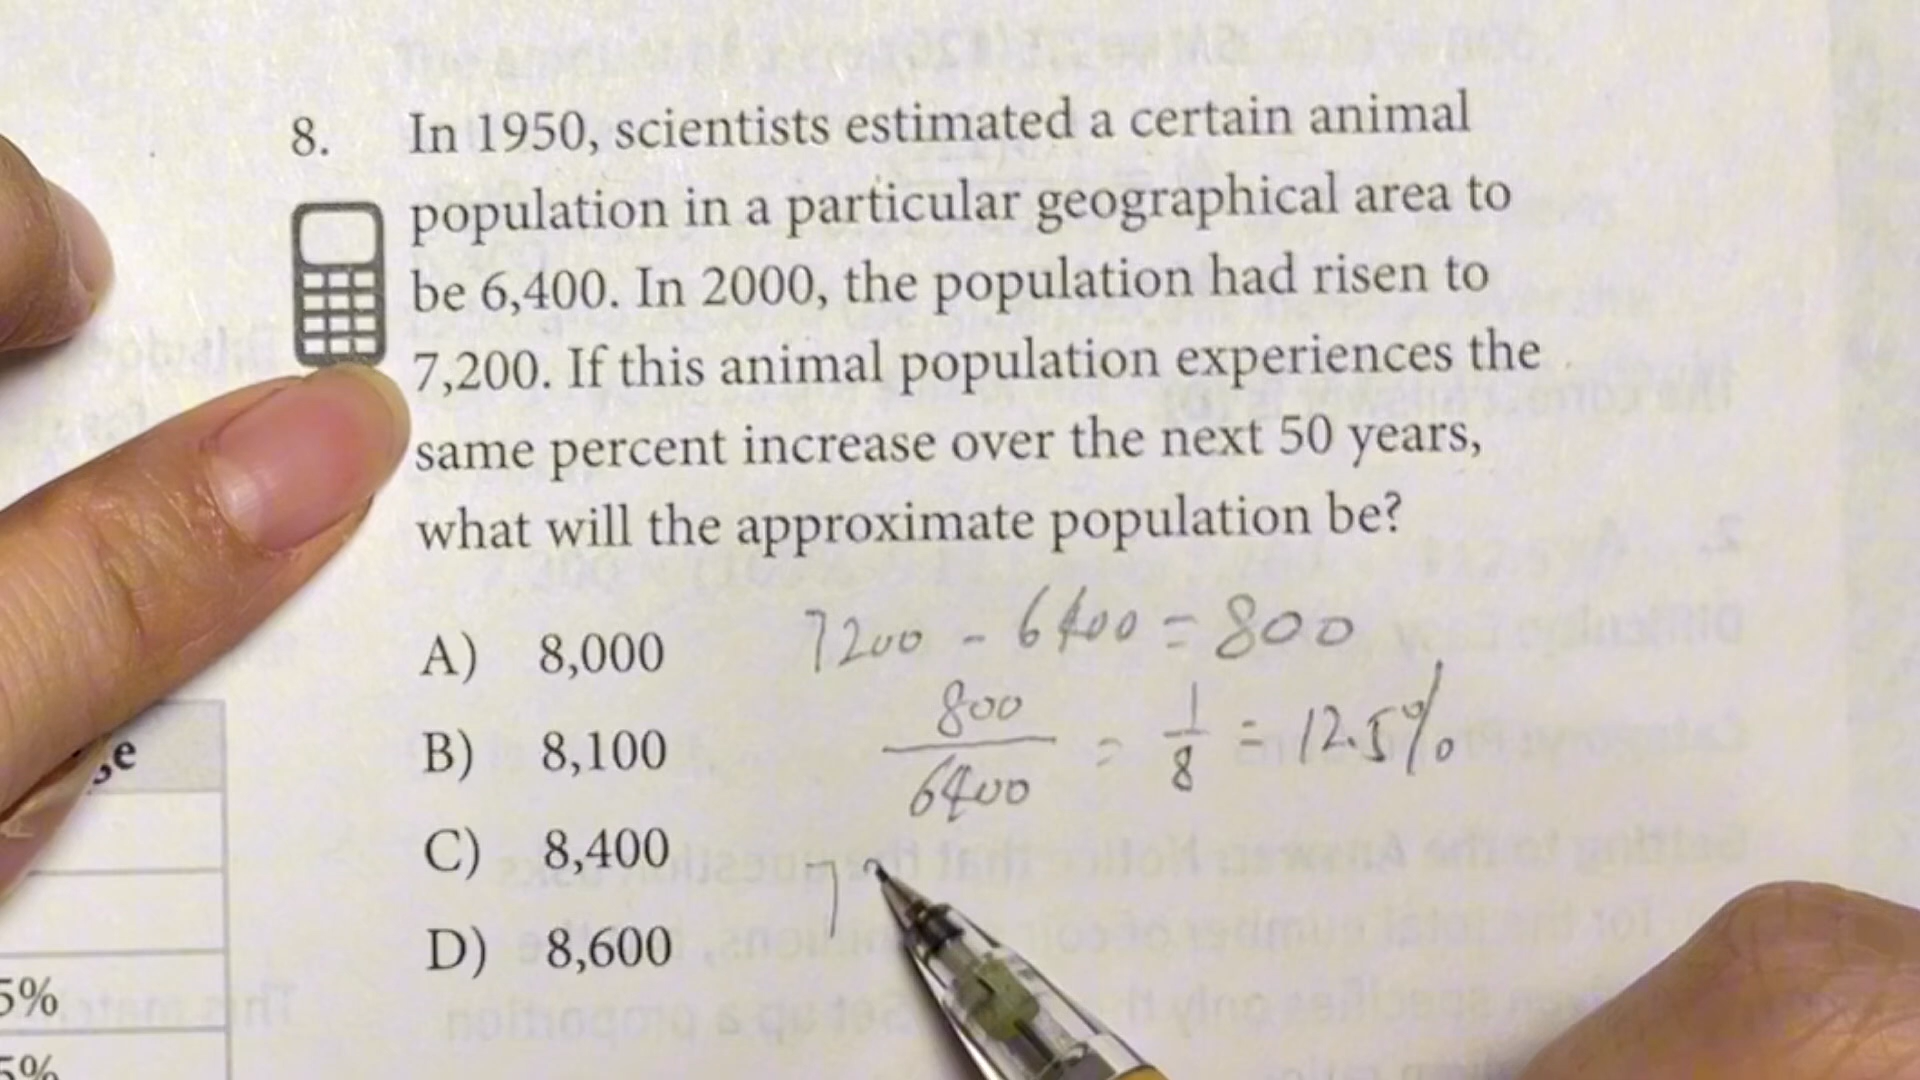 8. In 1950, scientists estimated a certain animal
population in a particular geographical area to
be 6,400. In 2000, the population had risen to
7,200. If this animal population experiences the
same percent increase over the next 50 years,
what will the approximate population be?
A) 8,000
B) 8,100
C) 8,400
D) 8,600
7200 - 6400 = 800
800/6400 = 1/8 = 12.5%
7
5%
5%